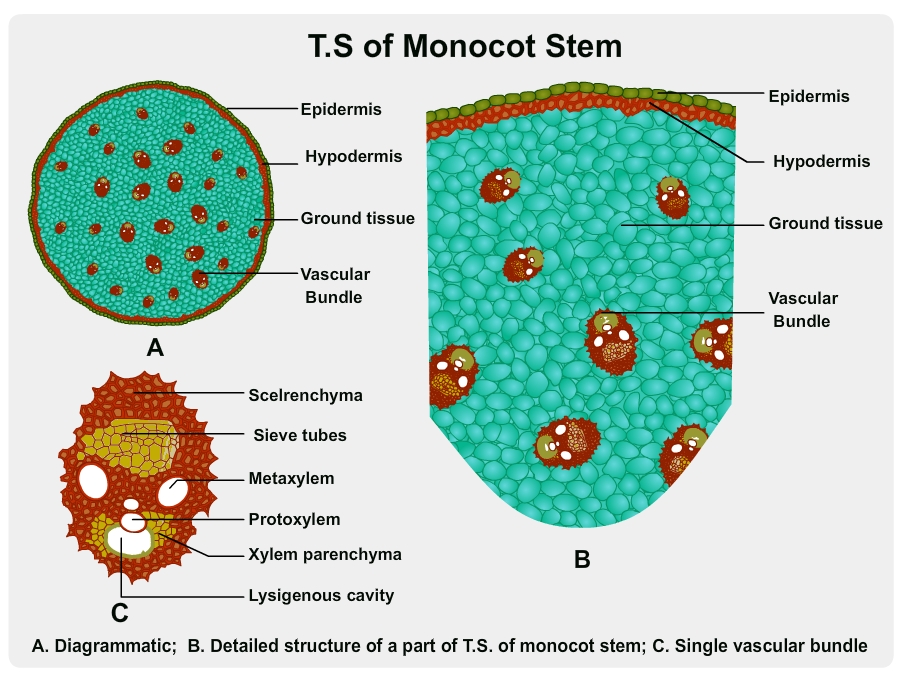 T.S of Monocot Stem
Epidermis
Hypodermis
Ground tissue
Vascular
Bundle
A
Epidermis
Hypodermis
Ground tissue
Vascular
Bundle
B
Scelrenchyma
Sieve tubes
Metaxylem
Protoxylem
Xylem parenchyma
Lysigenous cavity
C
A. Diagrammatic; B. Detailed structure of a part of T.S. of monocot stem; C. Single vascular bundle